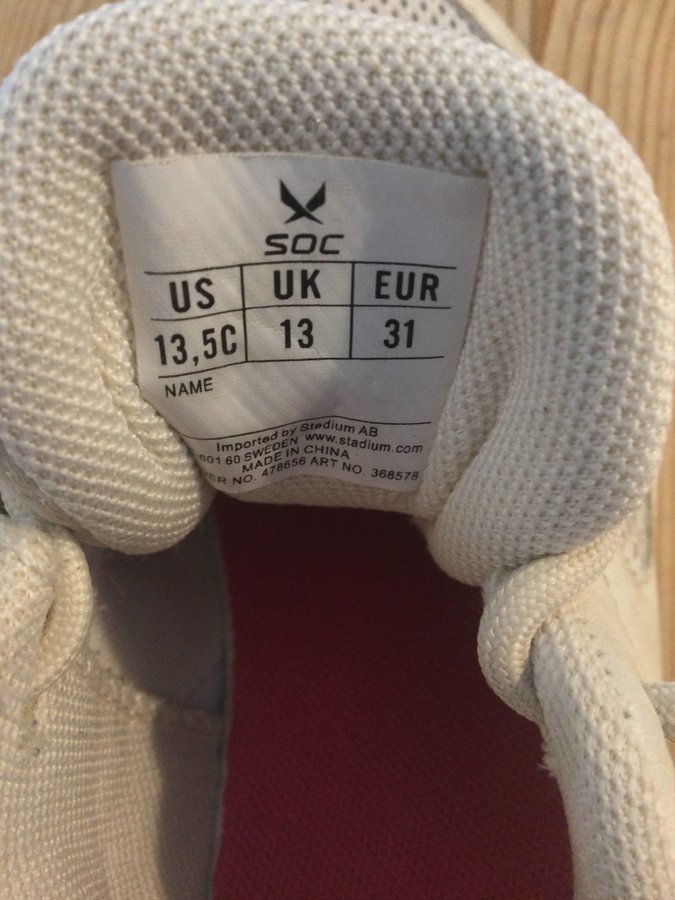 SOC
US UK EUR
13,5C 13 31
NAME
Imported by Stadium AB
601 60 SWEDEN www.stadium.com
MADE IN CHINA
NO. 478656 ART NO. 368578